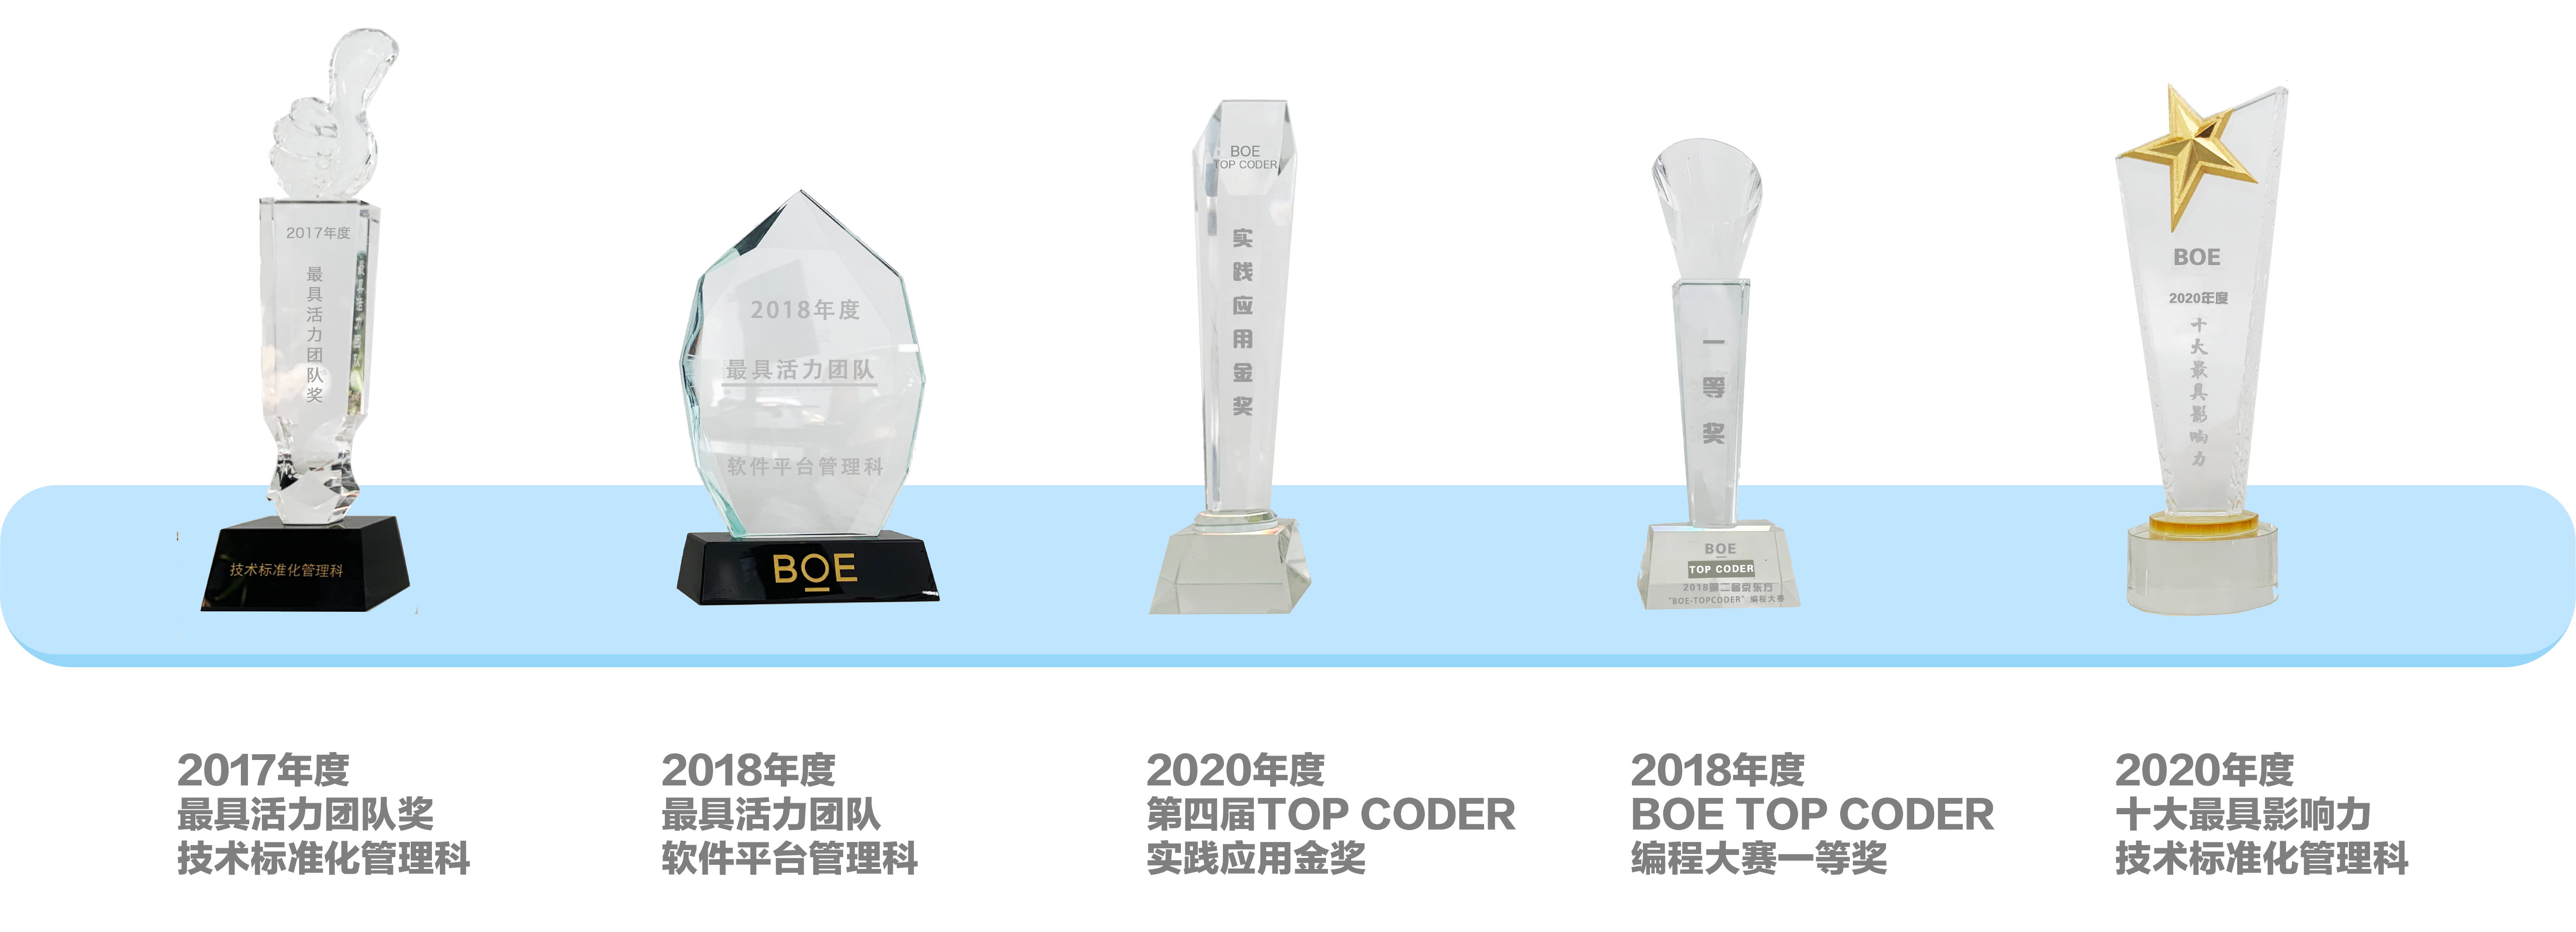 2017年度
最具活力团队奖
技术标准化管理科
2018年度
最具活力团队
软件平台管理科
BOE
BOE
TOP CODER
实践应用金奖
一等奖
BOE
TOP CODER
2018第二届京东方
"BOE-TOPCODER" 编程大赛
BOE
2020年度
十大最具影响力
2017年度
最具活力团队奖
技术标准化管理科
2018年度
最具活力团队
软件平台管理科
2020年度
第四届TOP CODER
实践应用金奖
2018年度
BOE TOP CODER
编程大赛一等奖
2020年度
十大最具影响力
技术标准化管理科